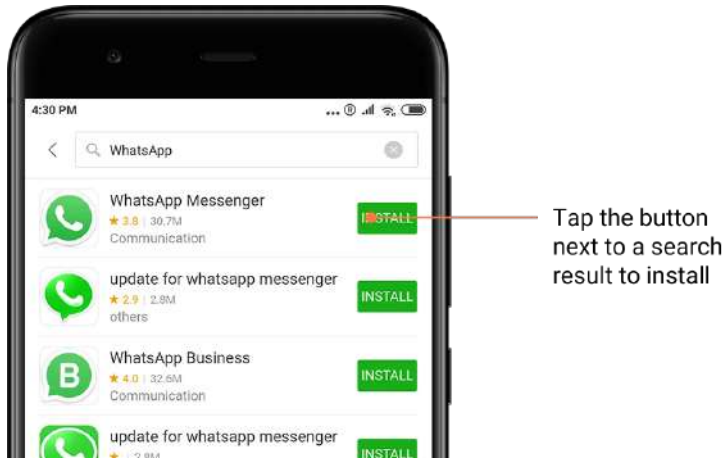 4:30 PM
WhatsApp
WhatsApp Messenger
★ 3.8 | 30.7M
Communication
INSTALL
Tap the button
next to a search
result to install
update for whatsapp messenger
★ 2.9 | 2.8M
others
INSTALL
WhatsApp Business
★ 4.0 | 32.6M
Communication
INSTALL
B
update for whatsapp messenger
2.8M
INSTALL